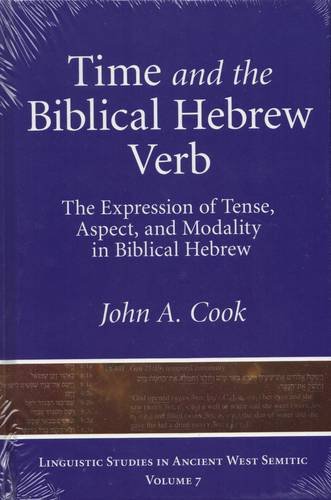 Time and the
Biblical Hebrew
Verb
The Expression of Tense,
Aspect, and Modality
in Biblical Hebrew
John A. Cook
LINGUISTIC STUDIES IN ANCIENT WEST SEMITIC
VOLUME 7